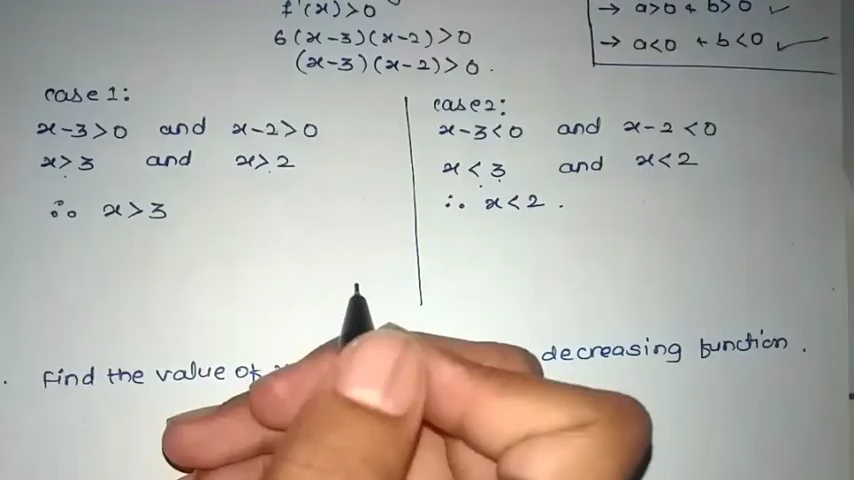 f'(x)>0
6(x-3)(x-2)>0
(x-3)(x-2)>0.
→ a>0 + b>0 ✓
→ a<0 + b<0 ✓
case 1:
x-3>0 and x-2>0
x>3 and x>2
∴ x>3
case 2:
x-3<0 and x-2<0
x<3 and x<2
∴ x<2.
. Find the value of decreasing function.